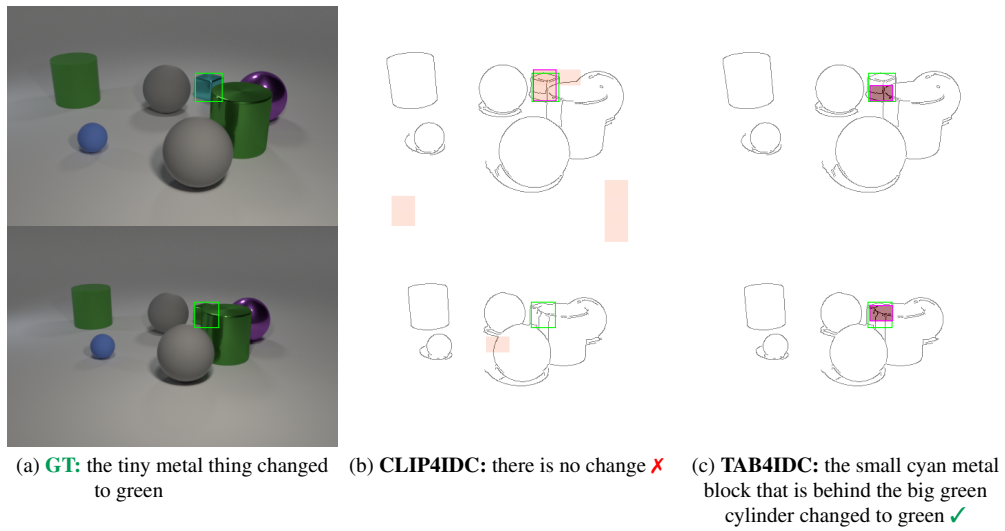 (a) GT: the tiny metal thing changed
to green
(b) CLIP4IDC: there is no change ✗
(c) TAB4IDC: the small cyan metal
block that is behind the big green
cylinder changed to green ✓